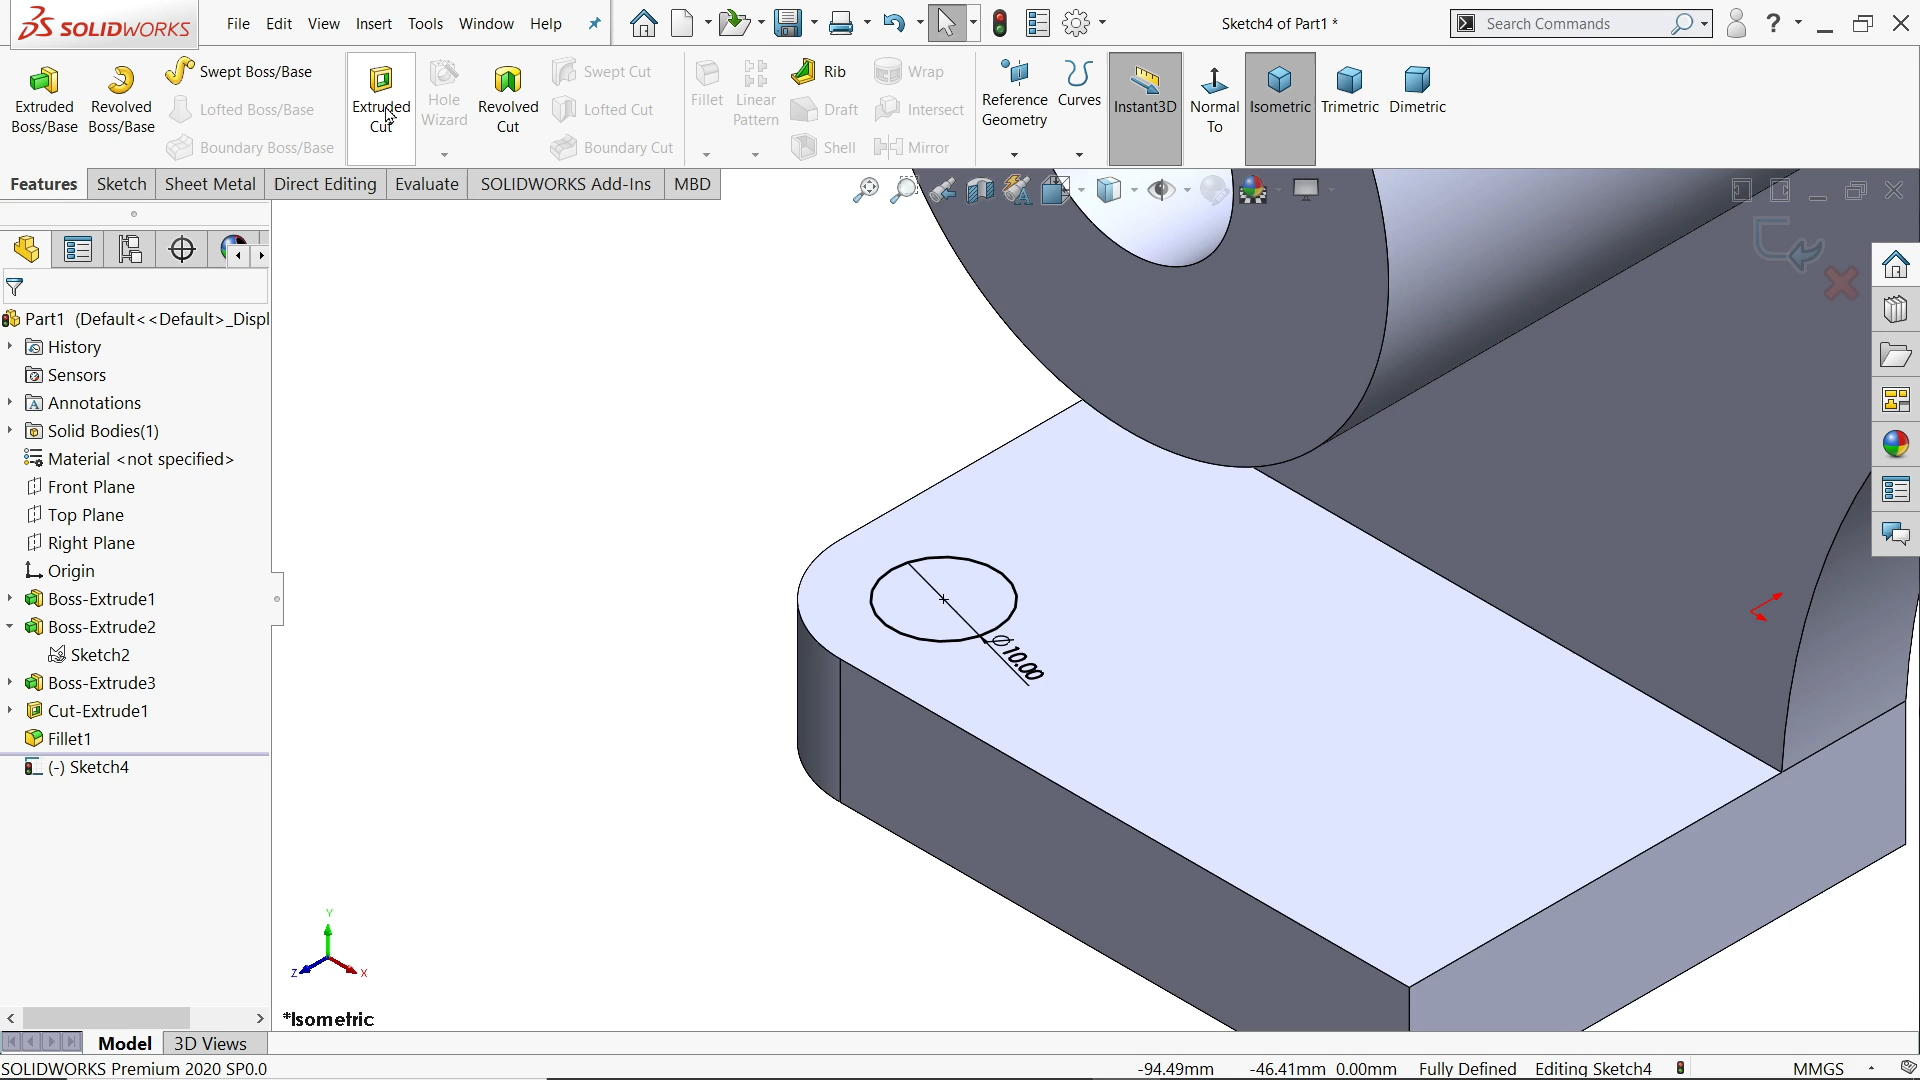 SOLIDWORKS File Edit View Insert Tools Window Help Sketch4 of Part1 * Search Commands ?
Extruded Boss/Base
Revolved Boss/Base
Swept Boss/Base
Lofted Boss/Base
Boundary Boss/Base
Extruded Cut
Hole Wizard
Revolved Cut
Swept Cut
Lofted Cut
Boundary Cut
Fillet
Linear Pattern
Rib
Draft
Shell
Wrap
Intersect
Mirror
Reference Geometry
Curves
Instant3D
Normal To
Isometric
Trimetric
Dimetric
Features Sketch Sheet Metal Direct Editing Evaluate SOLIDWORKS Add-Ins MBD
Part1 (Default<<Default>_Displ
History
Sensors
Annotations
Solid Bodies(1)
Material <not specified>
Front Plane
Top Plane
Right Plane
Origin
Boss-Extrude1
Boss-Extrude2
Sketch2
Boss-Extrude3
Cut-Extrude1
Fillet1
(-) Sketch4
∅10.00
Y
Z
X
*Isometric
Model 3D Views
SOLIDWORKS Premium 2020 SP0.0 -94.49mm -46.41mm 0.00mm Fully Defined Editing Sketch4 MMGS